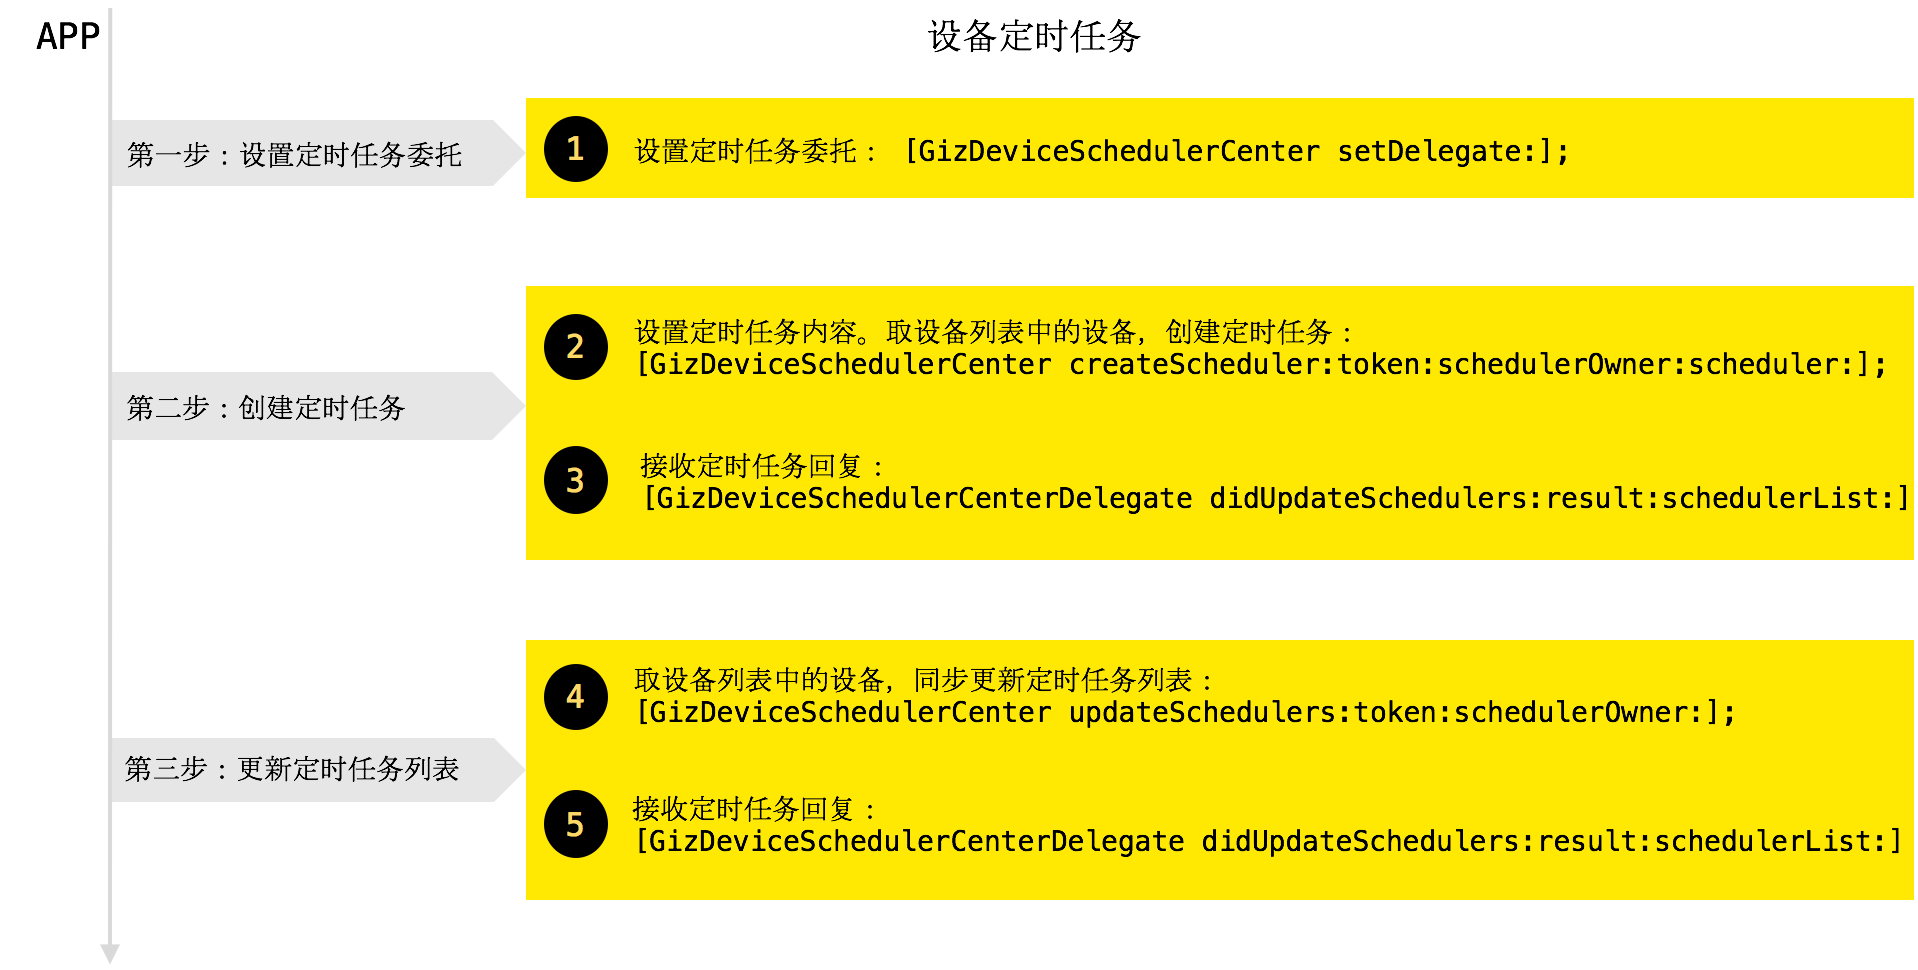 APP
设备定时任务
第一步：设置定时任务委托
1
设置定时任务委托： [GizDeviceSchedulerCenter setDelegate:];
第二步：创建定时任务
2
设置定时任务内容。取设备列表中的设备，创建定时任务：
[GizDeviceSchedulerCenter createScheduler:token:schedulerOwner:scheduler:];
3
接收定时任务回复：
[GizDeviceSchedulerCenterDelegate didUpdateSchedulers:result:schedulerList:]
第三步：更新定时任务列表
4
取设备列表中的设备，同步更新定时任务列表：
[GizDeviceSchedulerCenter updateSchedulers:token:schedulerOwner:];
5
接收定时任务回复：
[GizDeviceSchedulerCenterDelegate didUpdateSchedulers:result:schedulerList:]